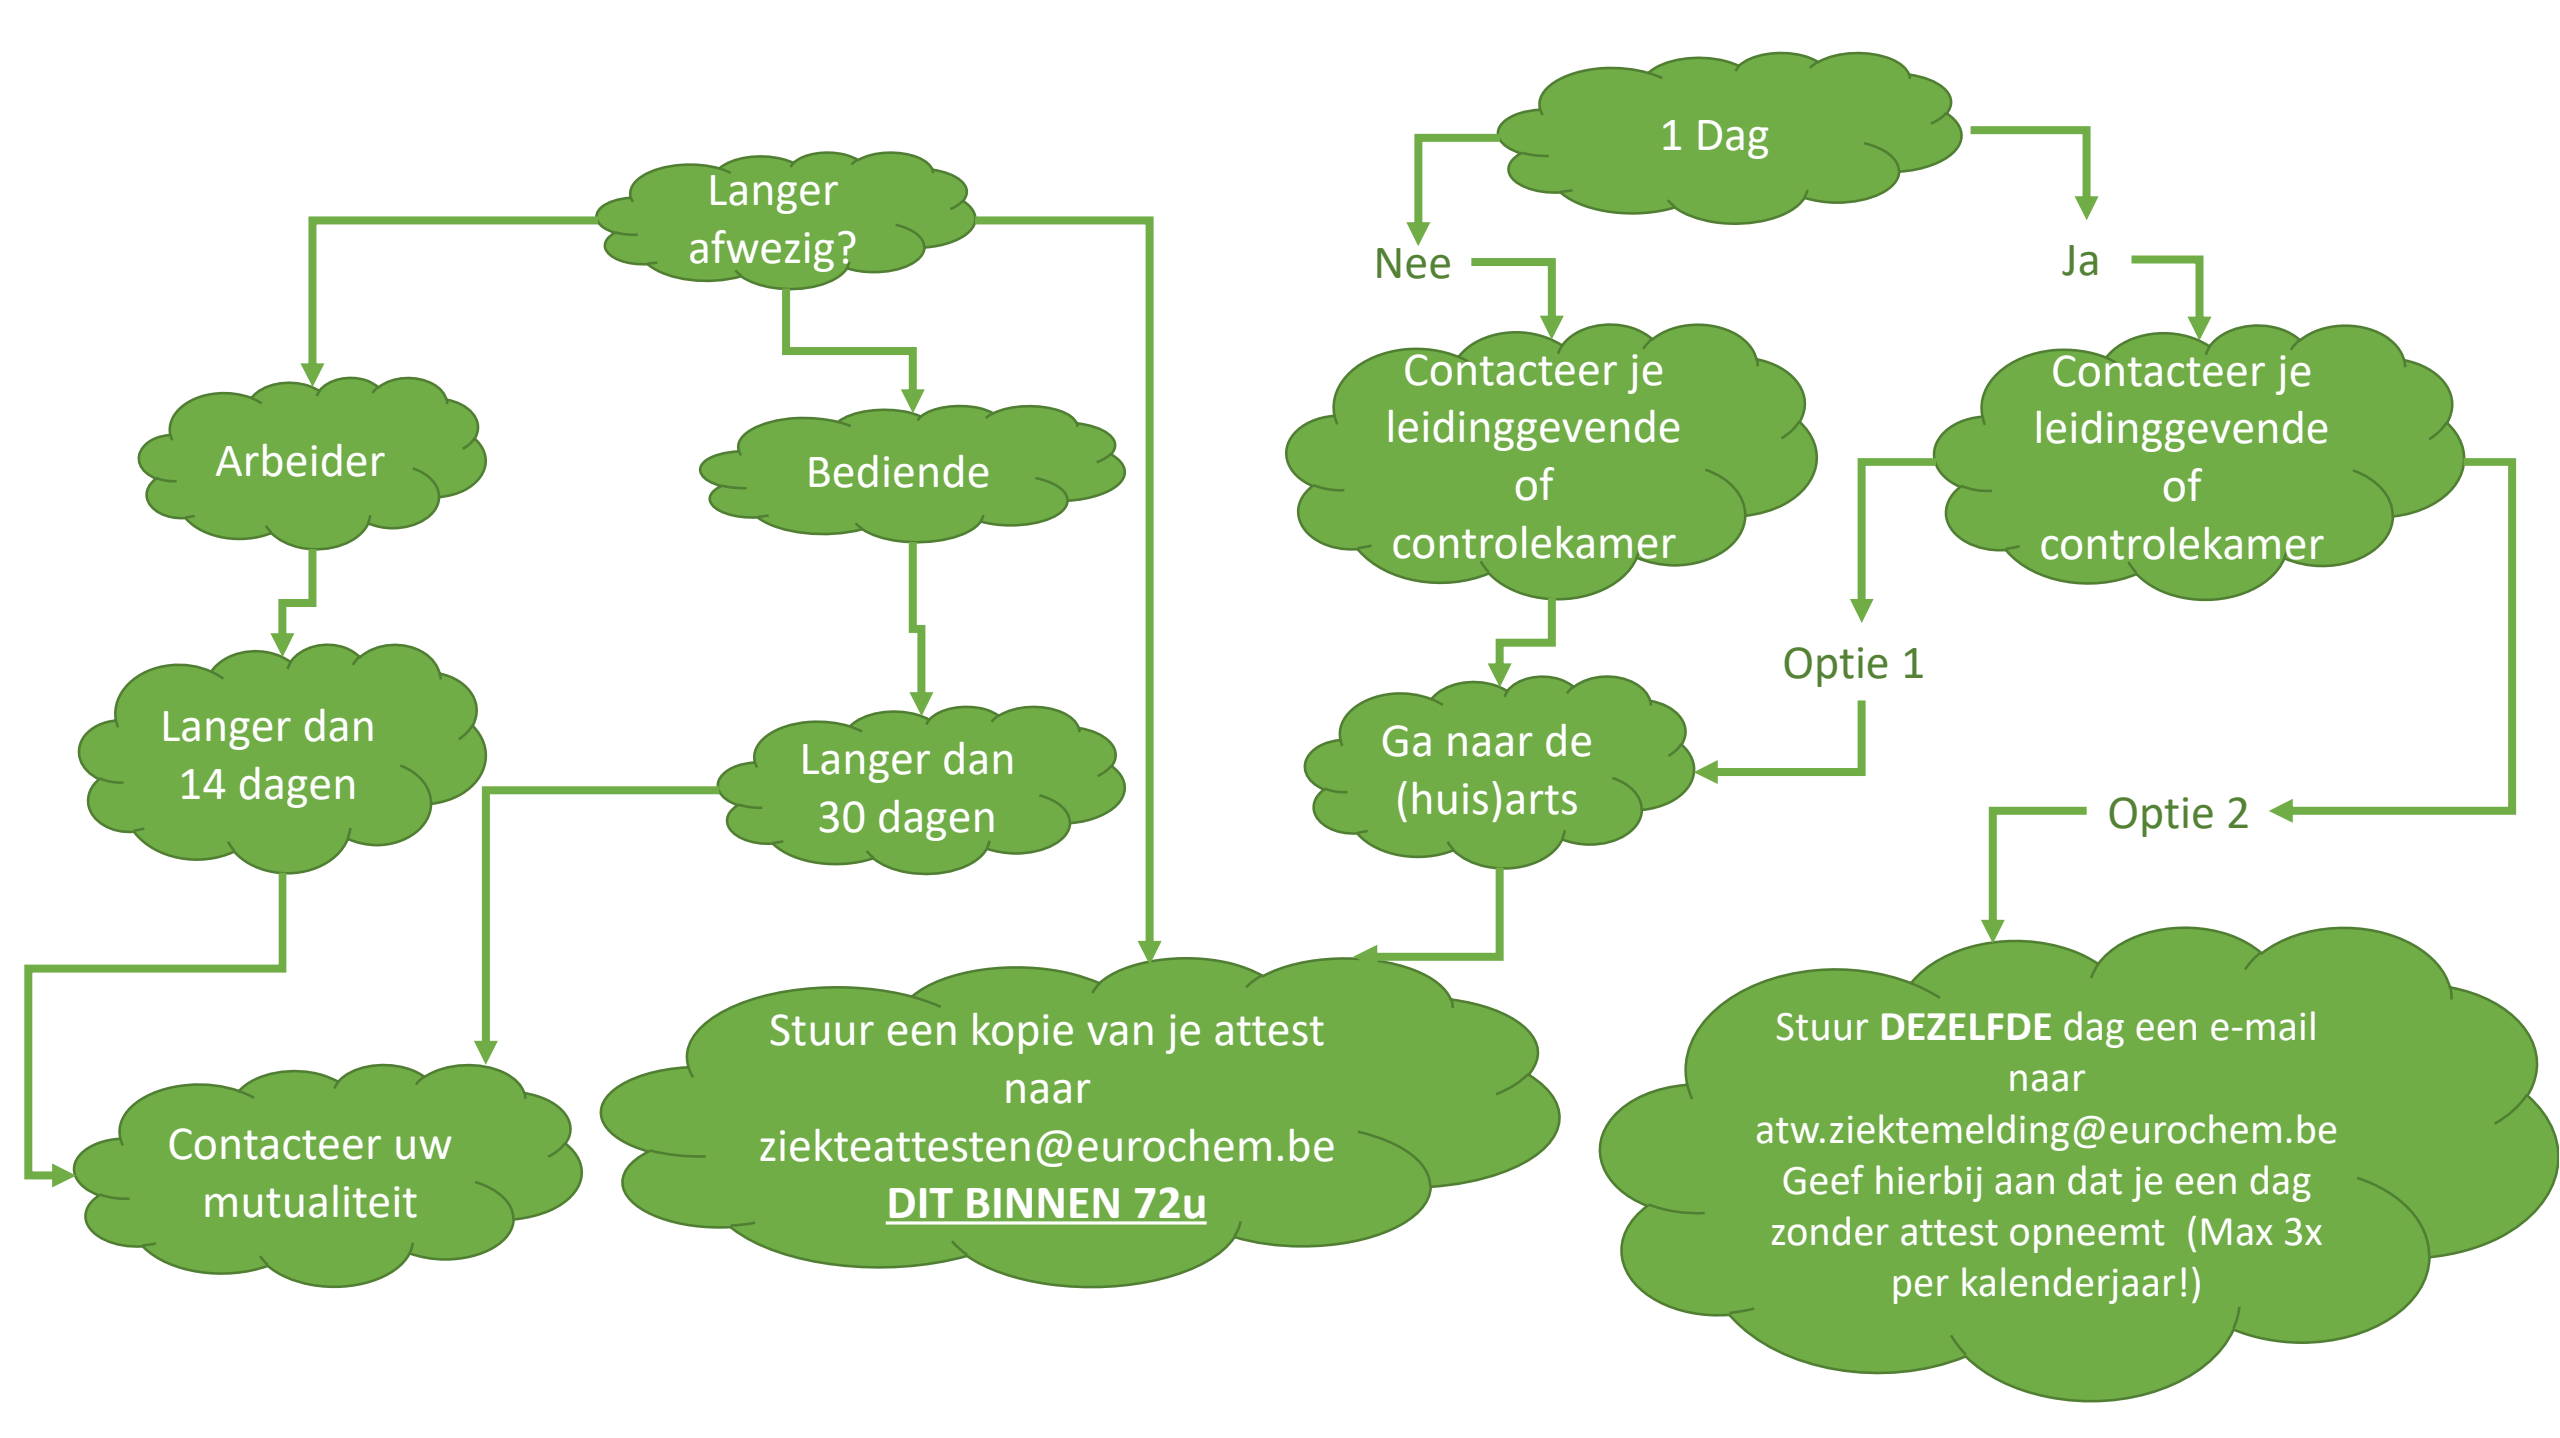 1 Dag
Langer
afwezig?
Nee
Ja
Contacteer je
leidinggevende
of
controlekamer
Contacteer je
leidinggevende
of
controlekamer
Arbeider
Bediende
Optie 1
Langer dan
14 dagen
Langer dan
30 dagen
Ga naar de
(huis)arts
Optie 2
Stuur een kopie van je attest
naar
ziekteattesten@eurochem.be
DIT BINNEN 72u
Stuur DEZELFDE dag een e-mail
naar
atw.ziektemelding@eurochem.be
Geef hierbij aan dat je een dag
zonder attest opneemt (Max 3x
per kalenderjaar!)
Contacteer uw
mutualiteit